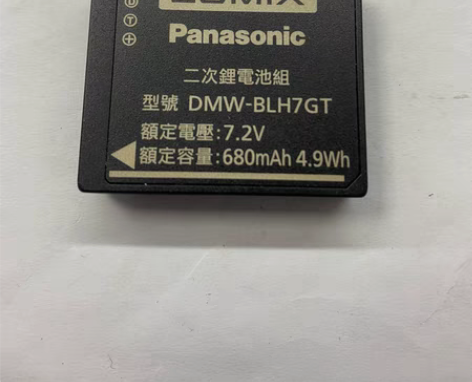 LUMIX
Panasonic
二次鋰電池組
型號 DMW-BLH7GT
額定電壓:7.2V
額定容量:680mAh 4.9Wh